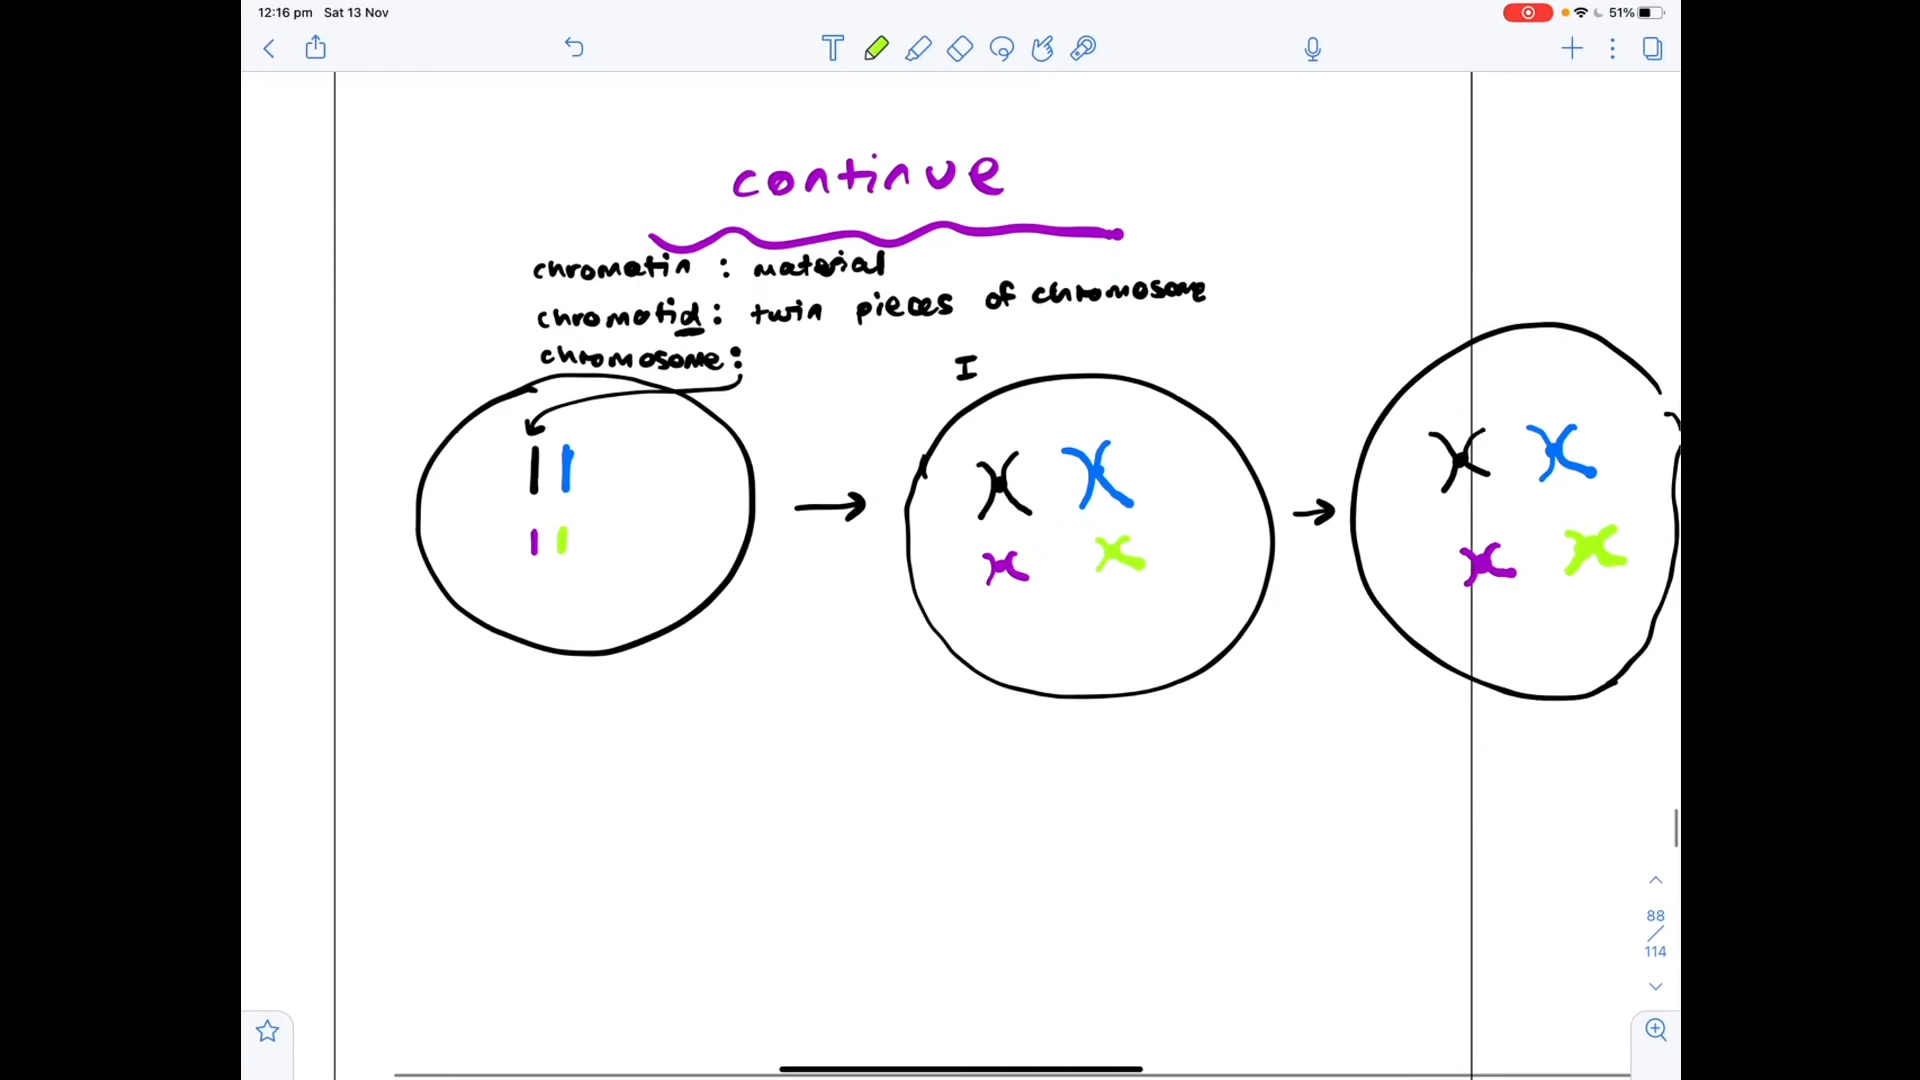 12:16 pm Sat 13 Nov
51%
continue
chromatin : material
chromatid : twin pieces of chromosome
chromosome :
I
88
/
114